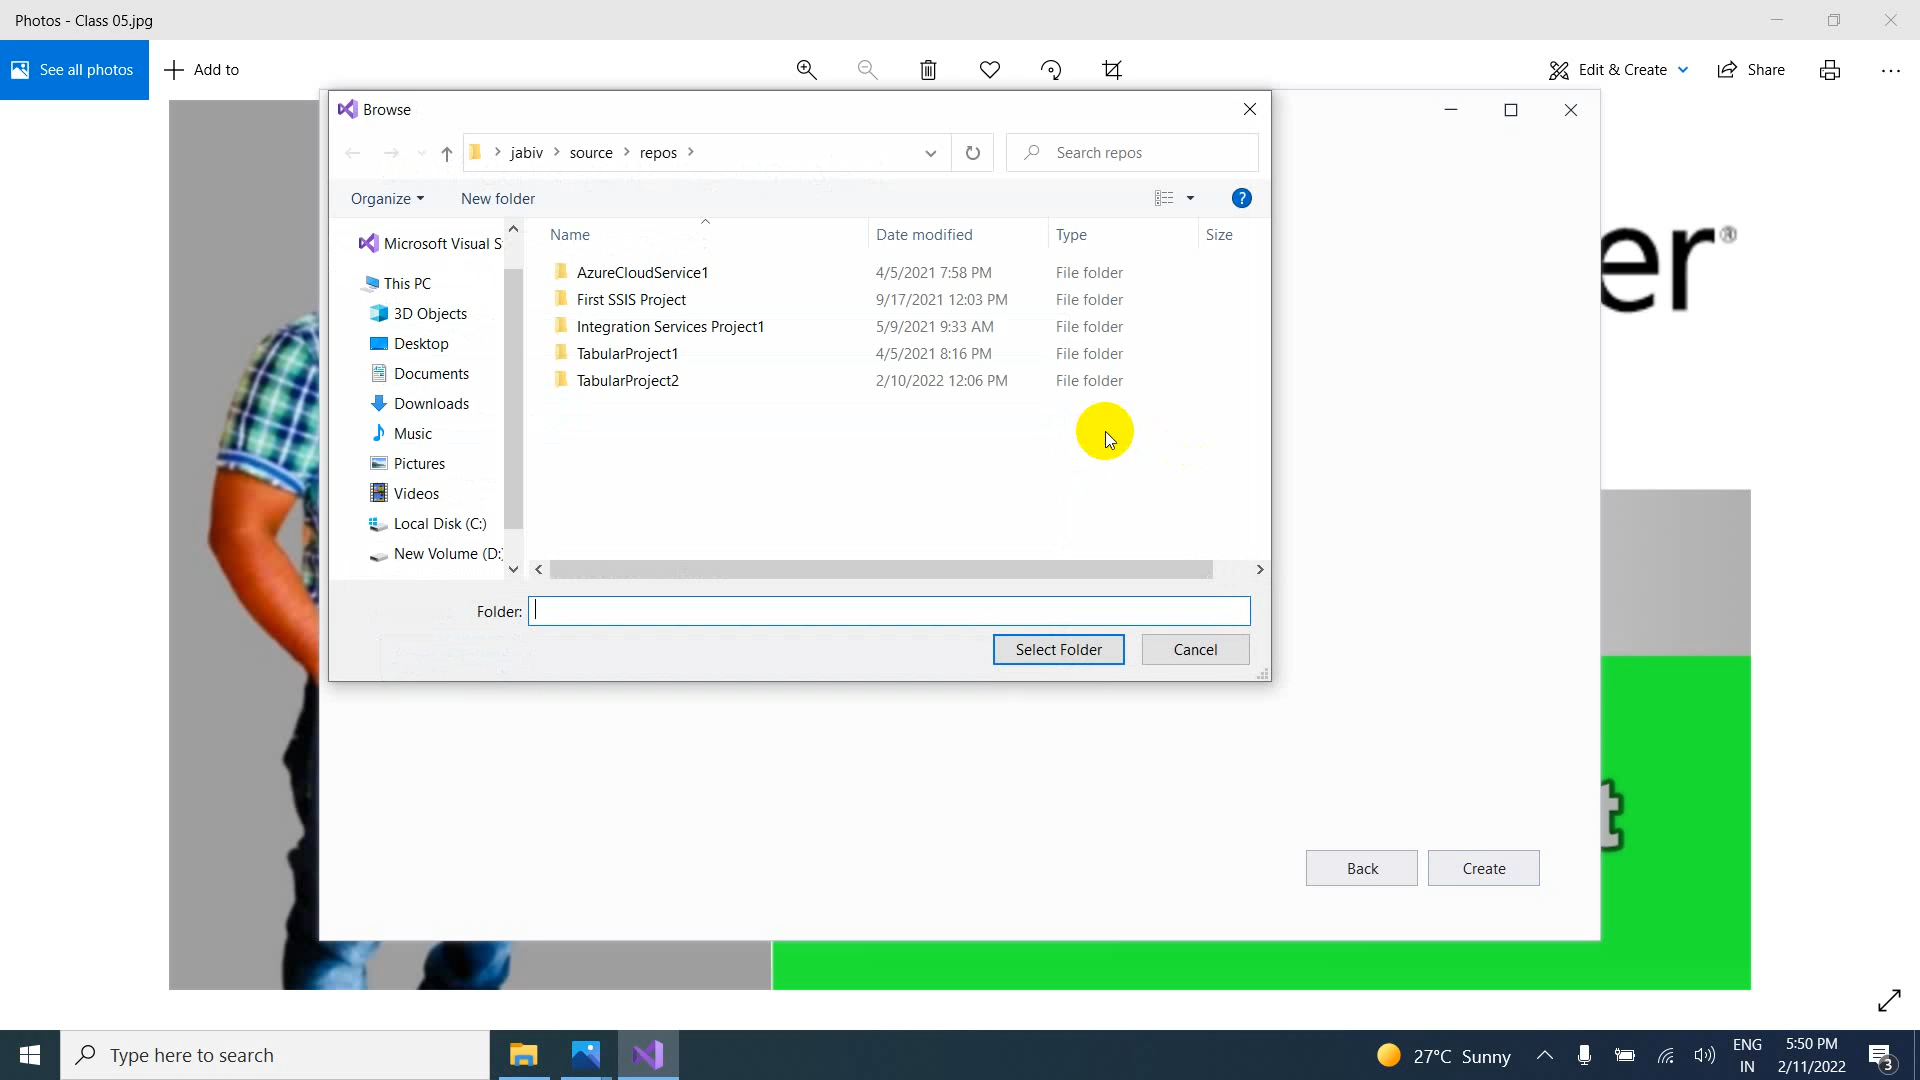 Photos - Class 05.jpg
See all photos
Add to
Edit & Create
Share
Browse
jabiv > source > repos >
Search repos
Organize
New folder
Name
Date modified
Type
Size
Microsoft Visual S
This PC
3D Objects
Desktop
Documents
Downloads
Music
Pictures
Videos
Local Disk (C:)
New Volume (D:)
AzureCloudService1 4/5/2021 7:58 PM File folder
First SSIS Project 9/17/2021 12:03 PM File folder
Integration Services Project1 5/9/2021 9:33 AM File folder
TabularProject1 4/5/2021 8:16 PM File folder
TabularProject2 2/10/2022 12:06 PM File folder
Folder:
Select Folder
Cancel
er®
t
Back
Create
Type here to search
27°C Sunny
ENG
IN
5:50 PM
2/11/2022
3